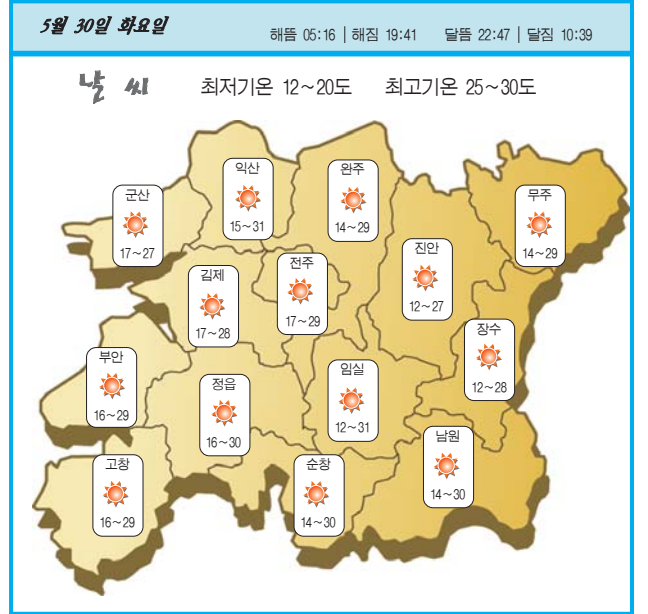 5월 30일 화요일
해뜸 05:16 | 해짐 19:41 달뜸 22:47 | 달짐 10:39
날 씨 최저기온 12~20도 최고기온 25~30도
군산
17~27
익산
15~31
완주
14~29
무주
14~29
김제
17~28
전주
17~29
진안
12~27
장수
12~28
부안
16~29
정읍
16~30
임실
12~31
남원
14~30
고창
16~29
순창
14~30